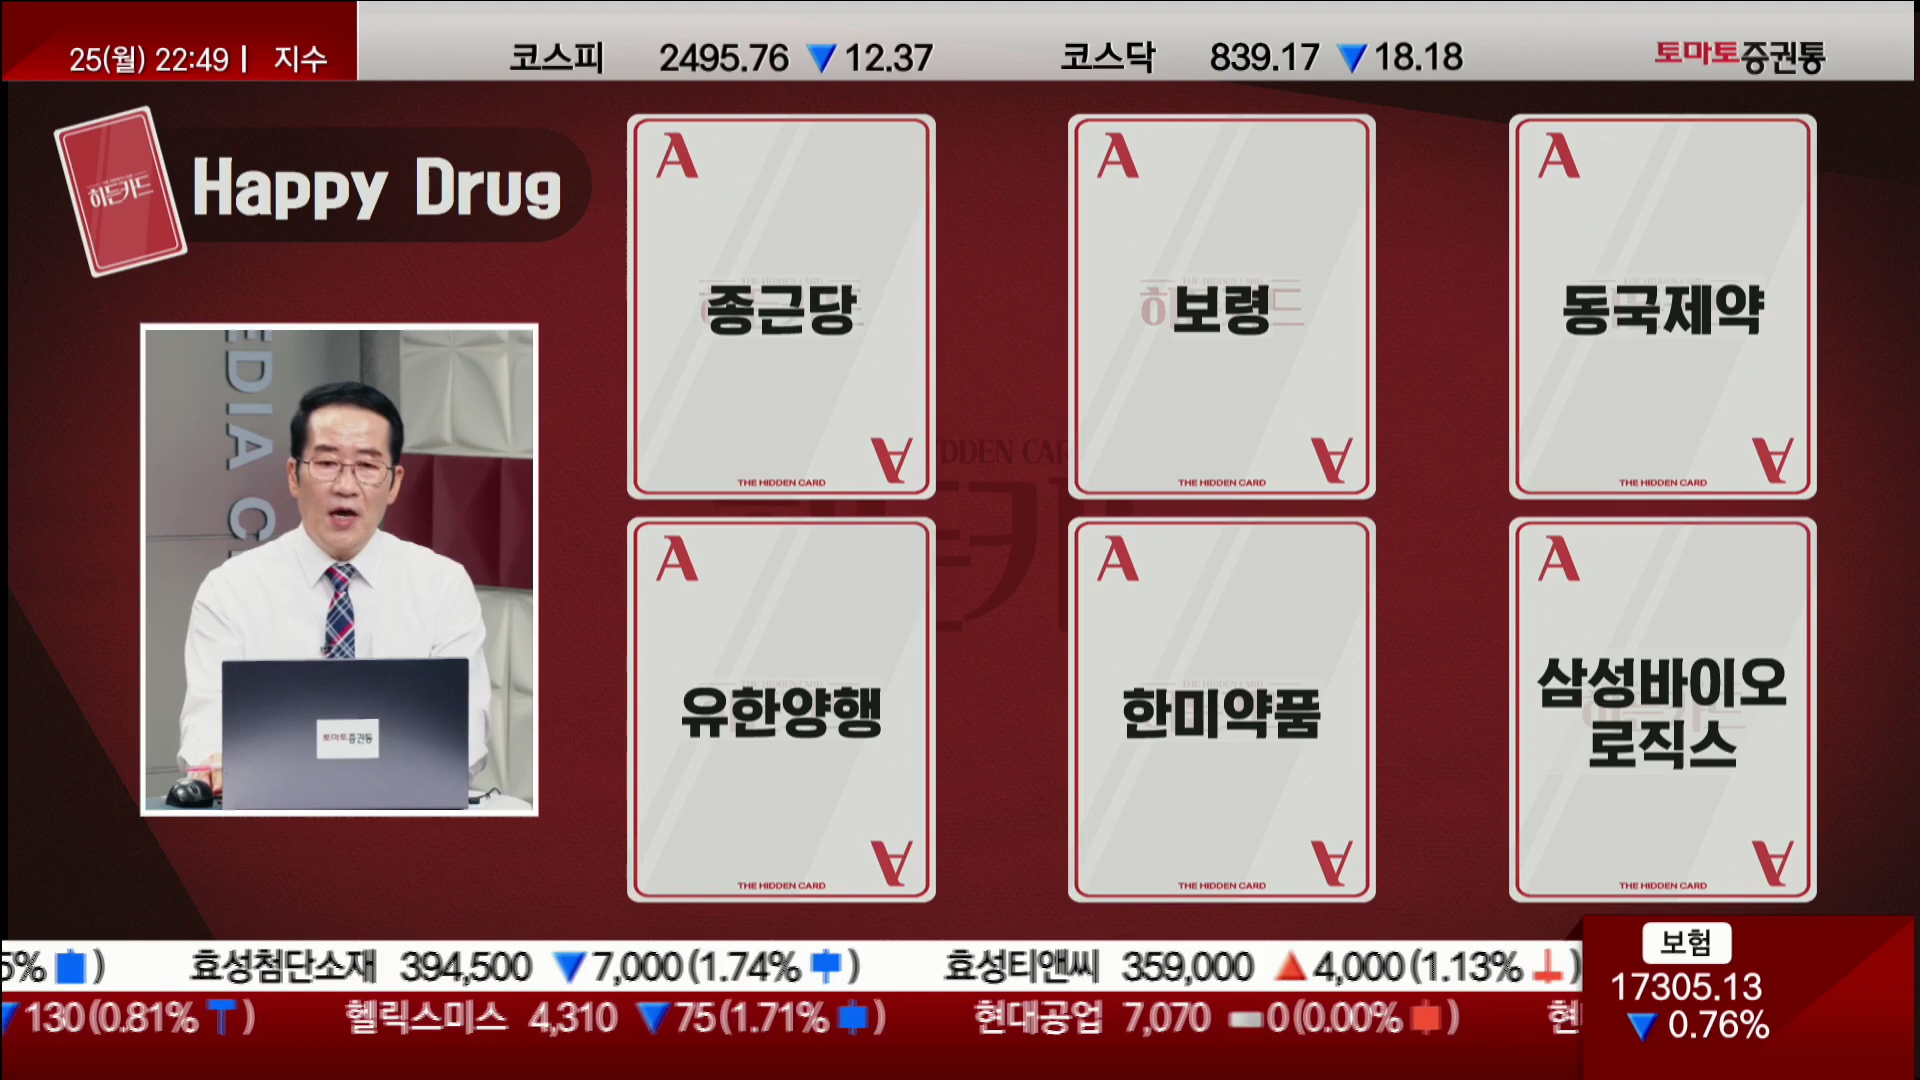 25(월) 22:49 | 지수
코스피 2495.76 ▼ 12.37
코스닥 839.17 ▼ 18.18
토마토증권통
히든카드
Happy Drug
A
종근당
A
THE HIDDEN CARD
A
보령
A
THE HIDDEN CARD
A
동국제약
A
THE HIDDEN CARD
EDIA C
토마토증권통
A
유한양행
A
THE HIDDEN CARD
A
한미약품
A
THE HIDDEN CARD
A
삼성바이오
로직스
A
THE HIDDEN CARD
5% ) 효성첨단소재 394,500 ▼7,000(1.74% ) 효성티앤씨 359,000 ▲4,000(1.13% )
▼130(0.81% ) 헬릭스미스 4,310 ▼75(1.71% ) 현대공업 7,070 0(0.00% ) 현
보험
17305.13
▼ 0.76%